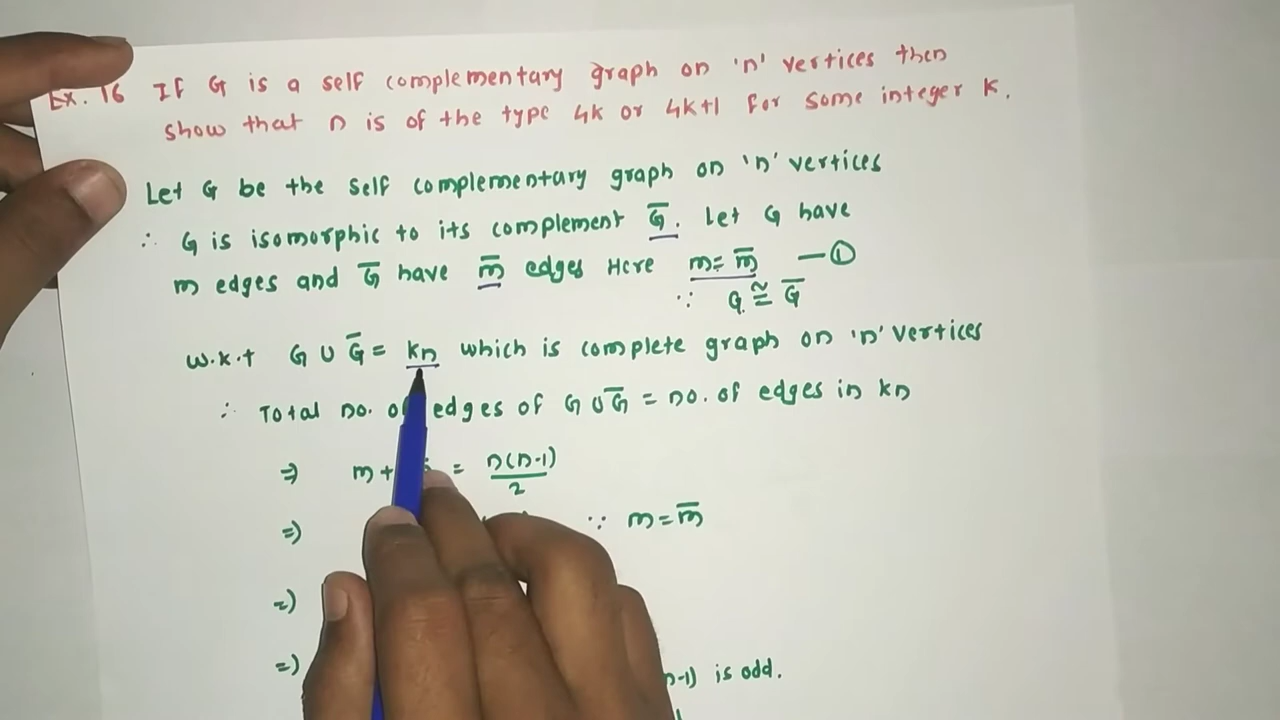 Ex. 16 If G is a self complementary graph on 'n' vertices then
show that n is of the type 4k or 4k+1 for some integer k.
Let G be the self complementary graph on 'n' vertices
∴ G is isomorphic to its complement G̅. Let G have
m edges and G̅ have m̅ edges Here m = m̅ — ①
∵ G ≅ G̅
w.k.t G ∪ G̅ = kn which is complete graph on 'n' vertices
∴ Total no. of edges of G ∪ G̅ = no. of edges in kn
⇒ m + = n(n-1)/2
⇒ ∵ m = m̅
⇒
⇒ is odd.